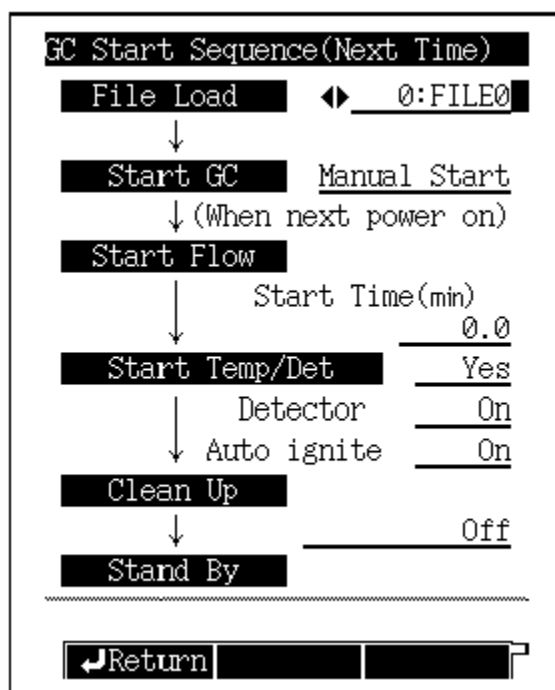 GC Start Sequence(Next Time)
File Load 0:FILE0
Start GC Manual Start
(When next power on)
Start Flow
Start Time(min)
0.0
Start Temp/Det Yes
Detector On
Auto ignite On
Clean Up
Off
Stand By
Return